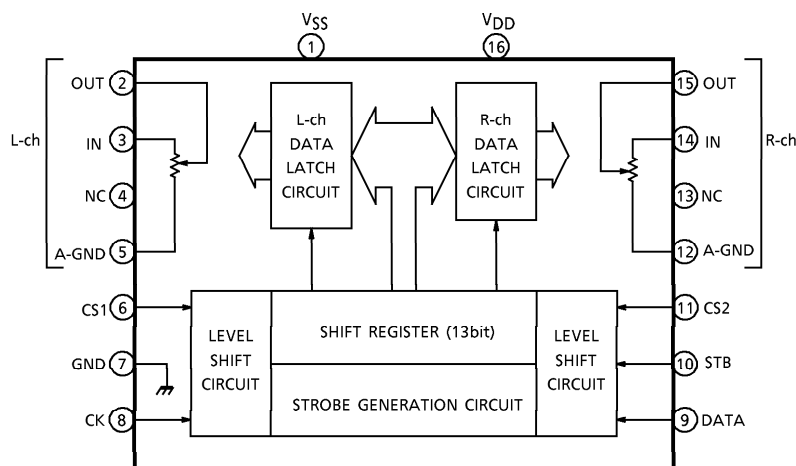 VSS
1
VDD
16
L-ch
OUT 2
IN 3
NC 4
A-GND 5
CS1 6
GND 7
CK 8
L-ch
DATA
LATCH
CIRCUIT
R-ch
DATA
LATCH
CIRCUIT
15 OUT
14 IN
13 NC
12 A-GND
R-ch
11 CS2
10 STB
9 DATA
LEVEL
SHIFT
CIRCUIT
SHIFT REGISTER (13bit)
STROBE GENERATION CIRCUIT
LEVEL
SHIFT
CIRCUIT